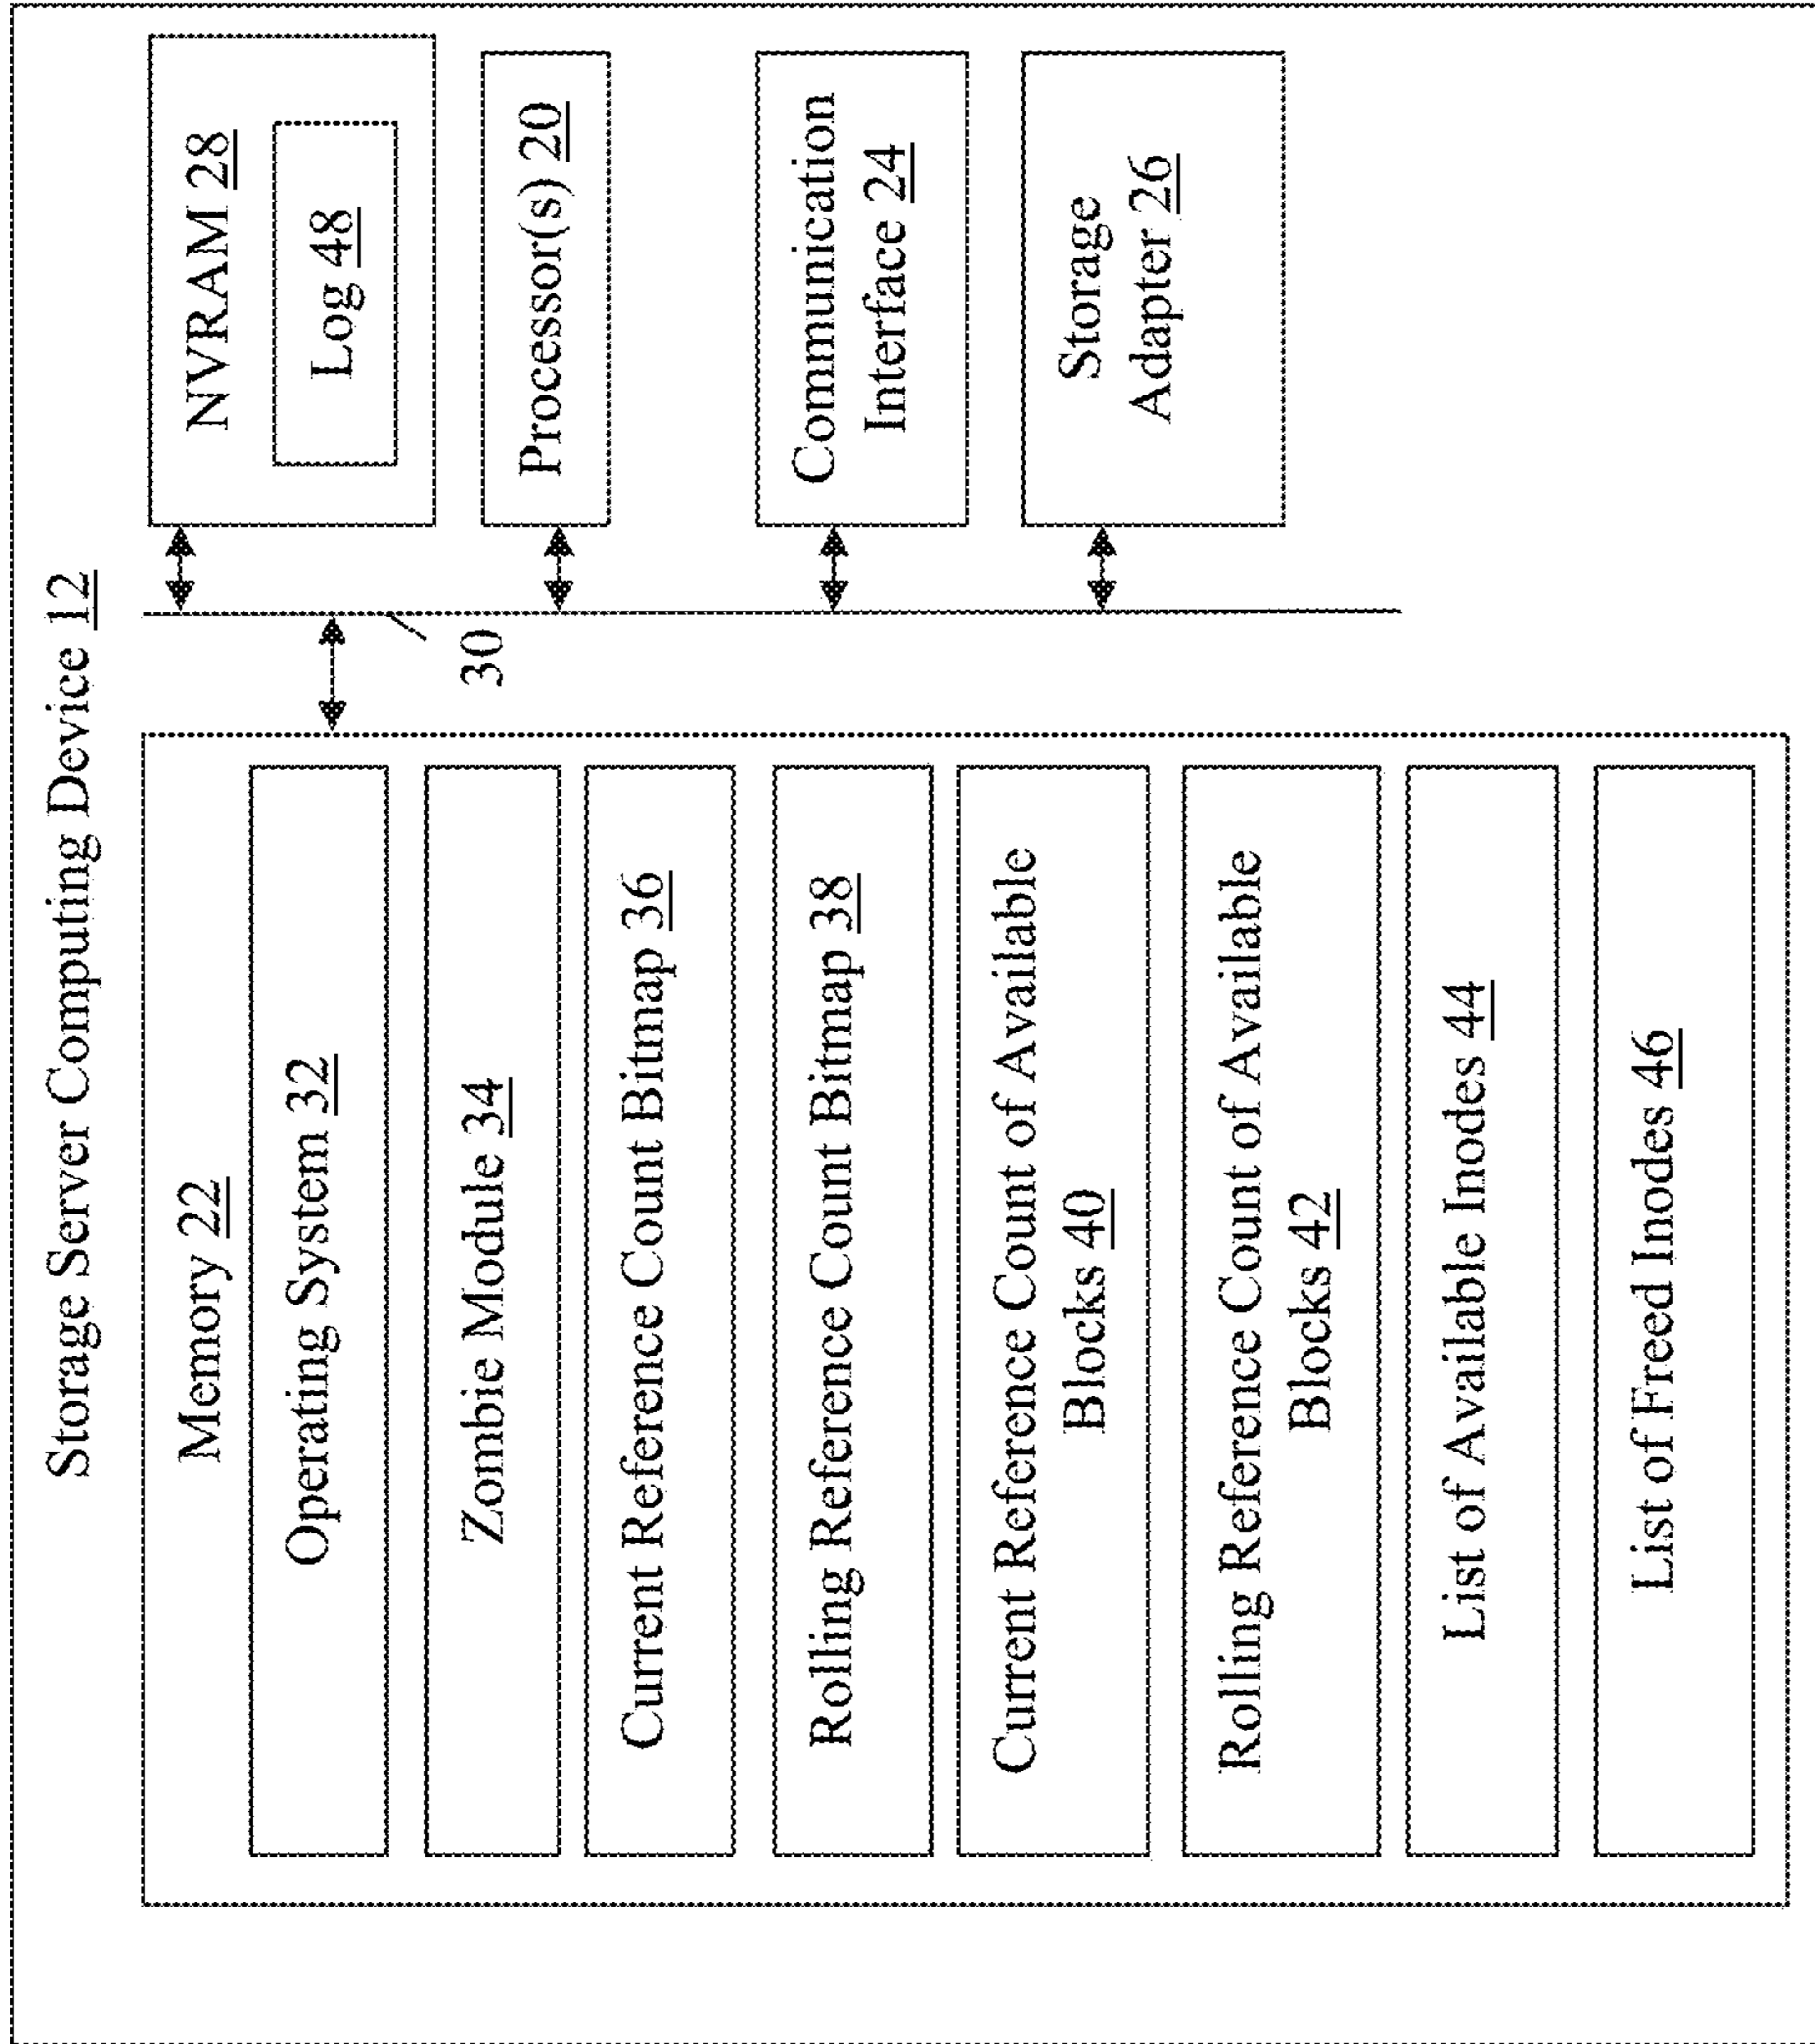 Storage Server Computing Device 12
Memory 22
Operating System 32
Zombie Module 34
Current Reference Count Bitmap 36
Rolling Reference Count Bitmap 38
Current Reference Count of Available
Blocks 40
Rolling Reference Count of Available
Blocks 42
List of Available Inodes 44
List of Freed Inodes 46
30
NVRAM 28
Log 48
Processor(s) 20
Communication
Interface 24
Storage
Adapter 26